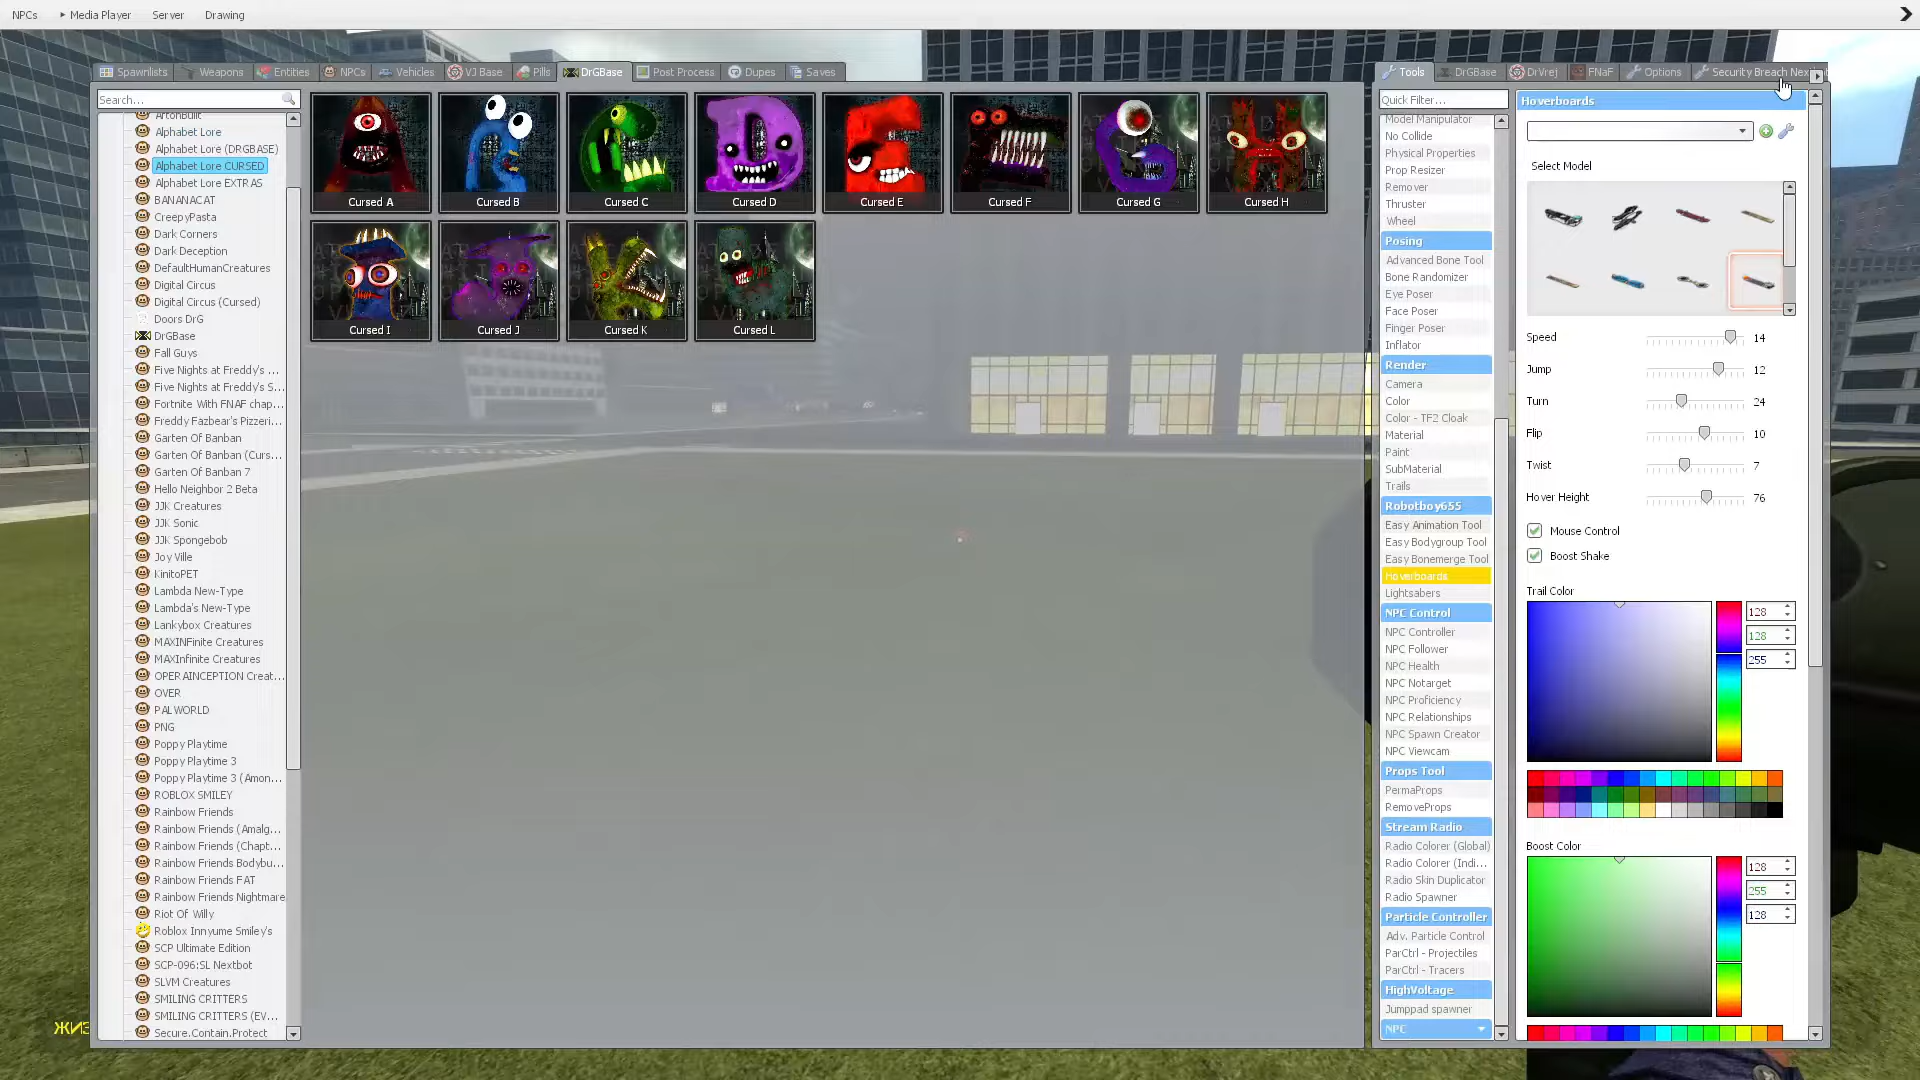 NPCs
Media Player
Server
Drawing
Spawnlists
Weapons
Entities
NPCs
Vehicles
VJ Base
Pills
DrGBase
Post Process
Dupes
Saves
Tools
DrGBase
DrVrej
FNaF
Options
Security Breach Nex
Search...
ArtonBuilt
Alphabet Lore
Alphabet Lore (DRGBASE)
Alphabet Lore CURSED
Alphabet Lore EXTRAS
BANANACAT
CreepyPasta
Dark Corners
Dark Deception
DefaultHumanCreatures
Digital Circus
Digital Circus (Cursed)
Doors DrG
DrGBase
Fall Guys
Five Nights at Freddy's ...
Five Nights at Freddy's S...
Fortnite With FNAF chap...
Freddy Fazbear's Pizzeri...
Garten Of Banban
Garten Of Banban (Curs...
Garten Of Banban 7
Hello Neighbor 2 Beta
JJK Creatures
JJK Sonic
JJK Spongebob
Joy Ville
KinitoPET
Lambda New-Type
Lambda's New-Type
Lankybox Creatures
MAXINFinite Creatures
MAXInfinite Creatures
OPERAINCEPTION Creat...
OVER
PALWORLD
PNG
Poppy Playtime
Poppy Playtime 3
Poppy Playtime 3 (Amon...
ROBLOX SMILEY
Rainbow Friends
Rainbow Friends (Amalg...
Rainbow Friends (Chapt...
Rainbow Friends Bodybu...
Rainbow Friends FAT
Rainbow Friends Nightmare
Riot Of Willy
Roblox Innyume Smiley's
SCP Ultimate Edition
SCP-096:SL Nextbot
SLVM Creatures
SMILING CRITTERS
SMILING CRITTERS (EV...
Secure.Contain.Protect
ЖИЗ
Cursed A
Cursed B
Cursed C
Cursed D
Cursed E
Cursed F
Cursed G
Cursed H
Cursed I
Cursed J
Cursed K
Cursed L
Quick Filter...
Model Manipulator
No Collide
Physical Properties
Prop Resizer
Remover
Thruster
Wheel
Posing
Advanced Bone Tool
Bone Randomizer
Eye Poser
Face Poser
Finger Poser
Inflator
Render
Camera
Color
Color - TF2 Cloak
Material
Paint
SubMaterial
Trails
Robotboy655
Easy Animation Tool
Easy Bodygroup Tool
Easy Bonemerge Tool
Hoverboards
Lightsabers
NPC Control
NPC Controller
NPC Follower
NPC Health
NPC Notarget
NPC Proficiency
NPC Relationships
NPC Spawn Creator
NPC Viewcam
Props Tool
PermaProps
RemoveProps
Stream Radio
Radio Colorer (Global)
Radio Colorer (Indi...
Radio Skin Duplicator
Radio Spawner
Particle Controller
Adv. Particle Control
ParCtrl - Projectiles
ParCtrl - Tracers
HighVoltage
Jumppad spawner
NPC
Hoverboards
Select Model
Speed 14
Jump 12
Turn 24
Flip 10
Twist 7
Hover Height 76
Mouse Control
Boost Shake
Trail Color
128
128
255
Boost Color
128
255
128